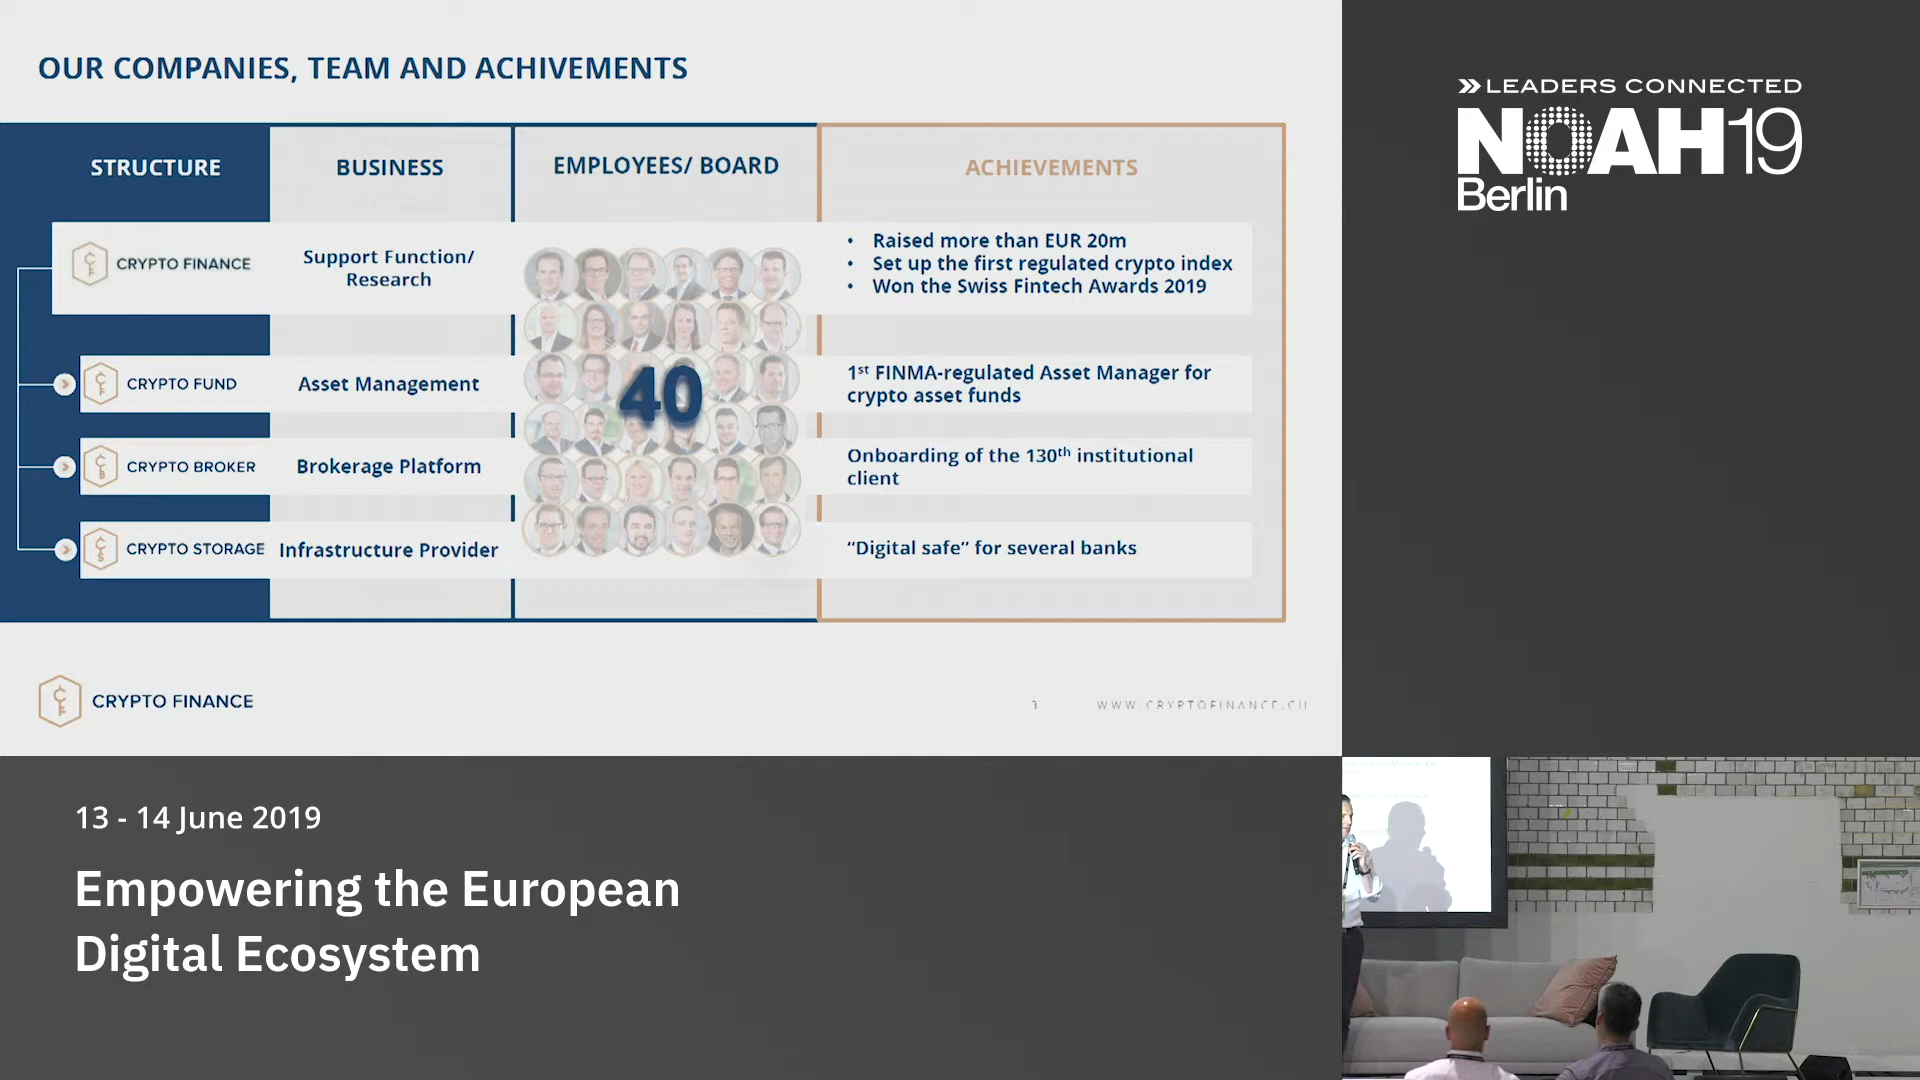 OUR COMPANIES, TEAM AND ACHIVEMENTS
STRUCTURE
BUSINESS
EMPLOYEES/ BOARD
ACHIEVEMENTS
CRYPTO FINANCE
Support Function/
Research
• Raised more than EUR 20m
• Set up the first regulated crypto index
• Won the Swiss Fintech Awards 2019
CRYPTO FUND
Asset Management
40
1st FINMA-regulated Asset Manager for
crypto asset funds
CRYPTO BROKER
Brokerage Platform
Onboarding of the 130th institutional
client
CRYPTO STORAGE
Infrastructure Provider
“Digital safe” for several banks
CRYPTO FINANCE
3
WWW.CRYPTOFINANCE.CH
LEADERS CONNECTED
NOAH19
Berlin
13 - 14 June 2019
Empowering the European
Digital Ecosystem